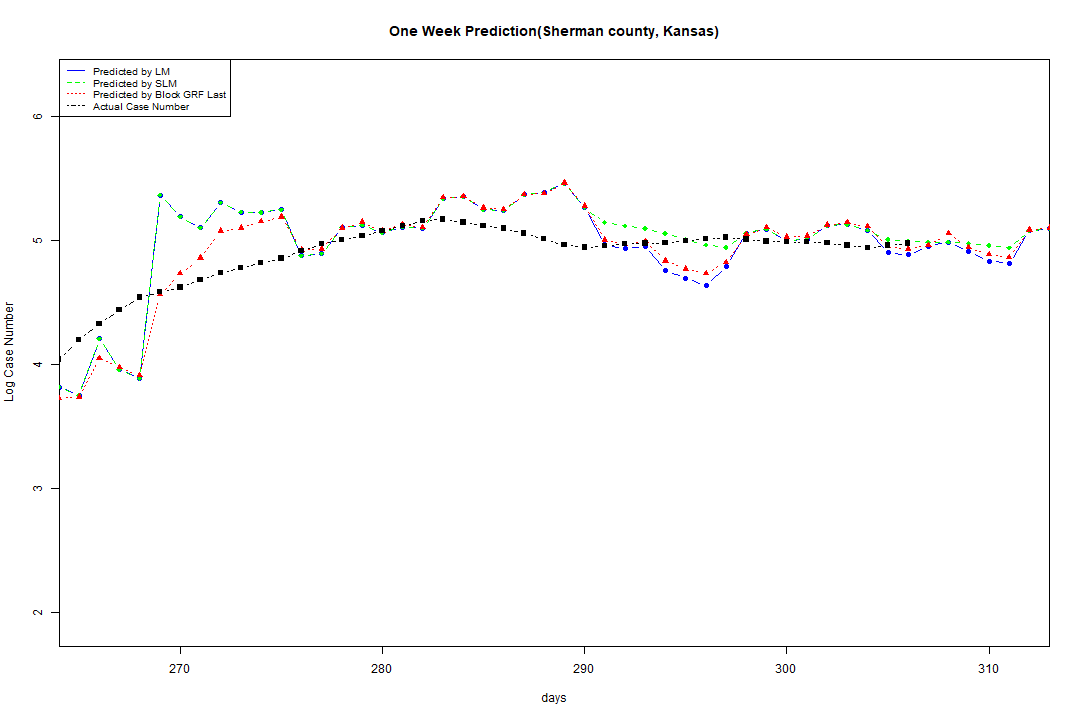 One Week Prediction(Sherman county, Kansas)
Predicted by LM
Predicted by SLM
Predicted by Block GRF Last
Actual Case Number
6
5
4
3
2
Log Case Number
270 280 290 300 310
days